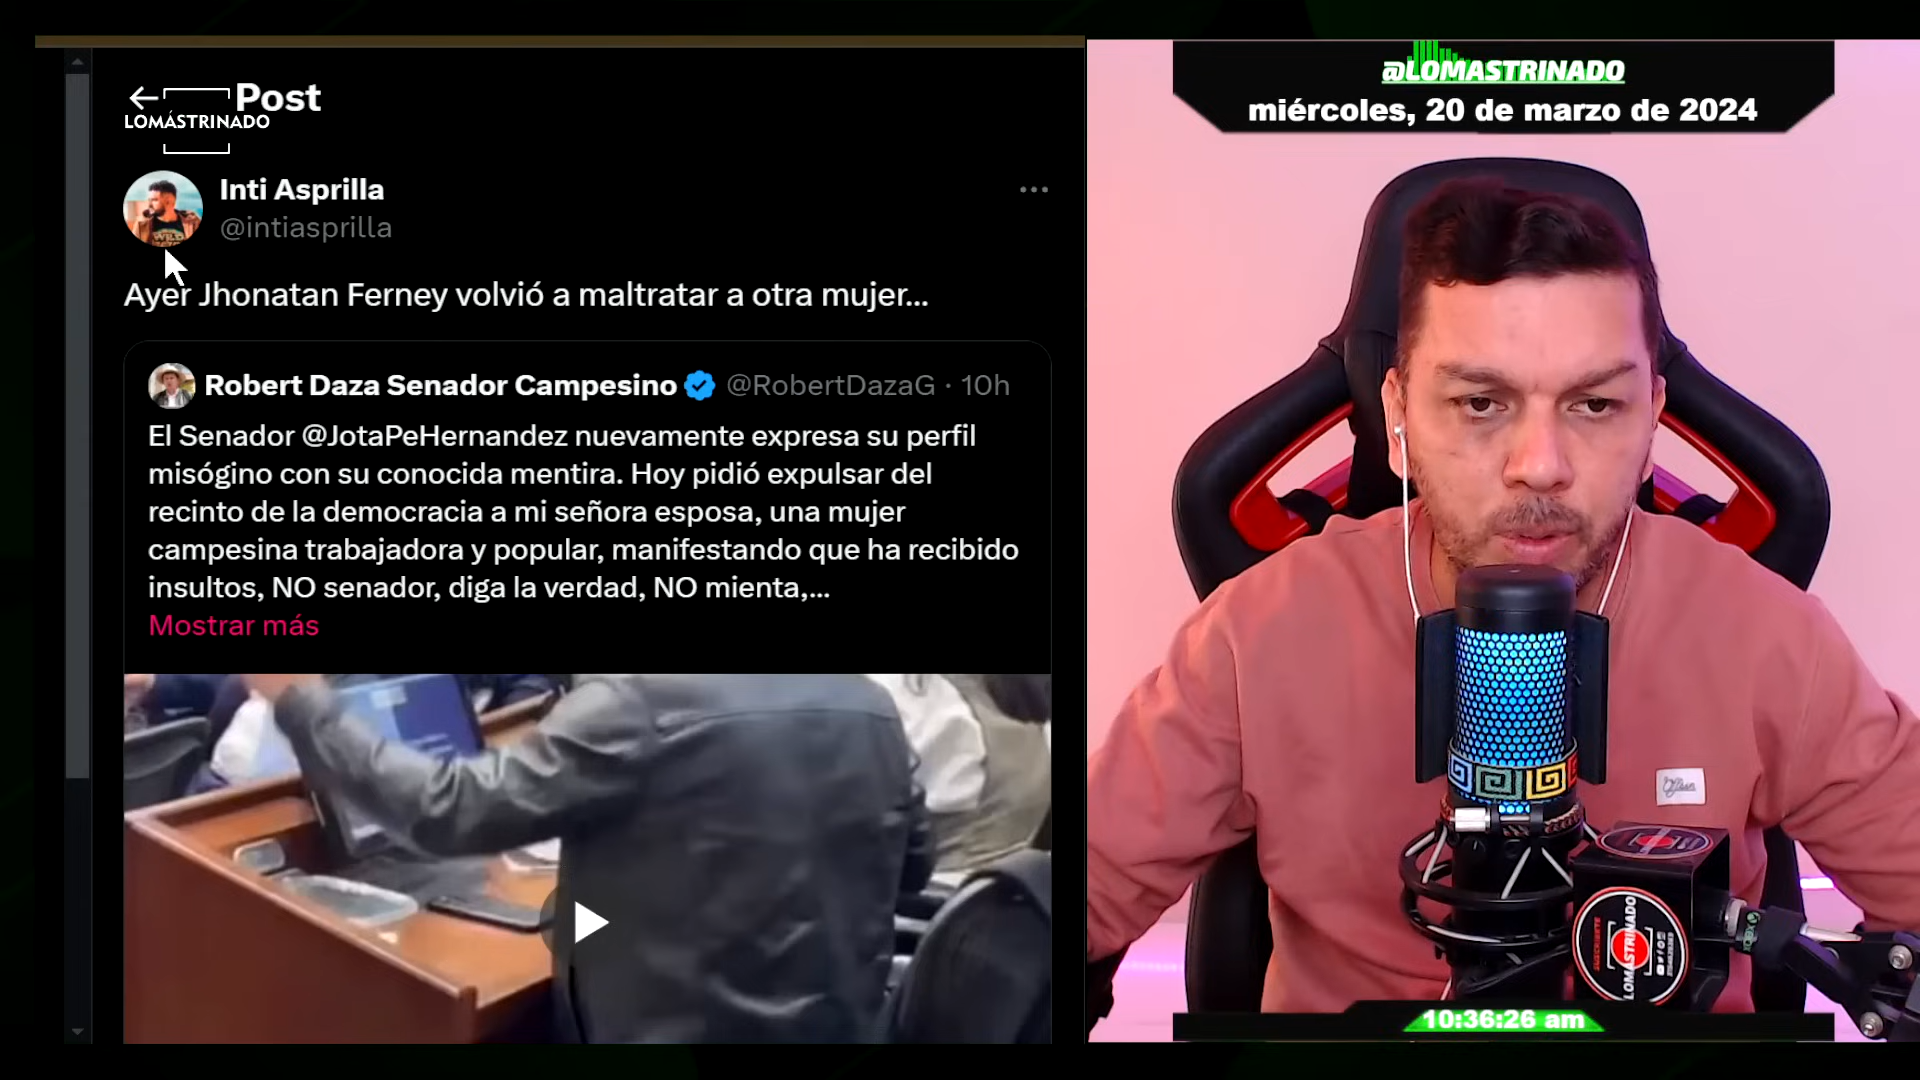 Post
LOMÁSTRINADO
Inti Asprilla
@intiasprilla
Ayer Jhonatan Ferney volvió a maltratar a otra mujer...
Robert Daza Senador Campesino @RobertDazaG · 10h
El Senador @JotaPeHernandez nuevamente expresa su perfil
misógino con su conocida mentira. Hoy pidió expulsar del
recinto de la democracia a mi señora esposa, una mujer
campesina trabajadora y popular, manifestando que ha recibido
insultos, NO senador, diga la verdad, NO mienta,...
Mostrar más
@LOMASTRINADO
miércoles, 20 de marzo de 2024
LOMASTRINADO
XBOX
10:36:26 am